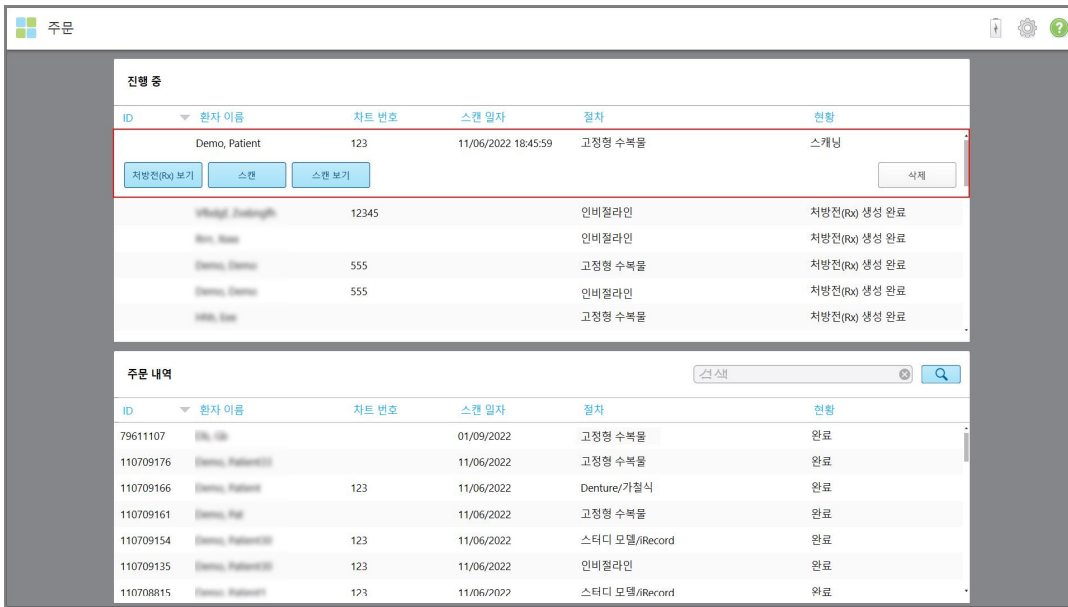 주문
?
진행 중
ID 환자 이름 차트 번호 스캔 일자 절차 현황
Demo, Patient 123 11/06/2022 18:45:59 고정형 수복물 스캐닝
처방전(Rx) 보기 스캔 스캔 보기 삭제
12345 인비절라인 처방전(Rx) 생성 완료
인비절라인 처방전(Rx) 생성 완료
555 고정형 수복물 처방전(Rx) 생성 완료
555 인비절라인 처방전(Rx) 생성 완료
고정형 수복물 처방전(Rx) 생성 완료
주문 내역
ID 환자 이름 차트 번호 스캔 일자 절차 현황
79611107 01/09/2022 고정형 수복물 완료
110709176 11/06/2022 고정형 수복물 완료
110709166 123 11/06/2022 Denture/가철식 완료
110709161 11/06/2022 고정형 수복물 완료
110709154 123 11/06/2022 스터디 모델/iRecord 완료
110709135 123 11/06/2022 인비절라인 완료
110708815 123 11/06/2022 스터디 모델/iRecord 완료